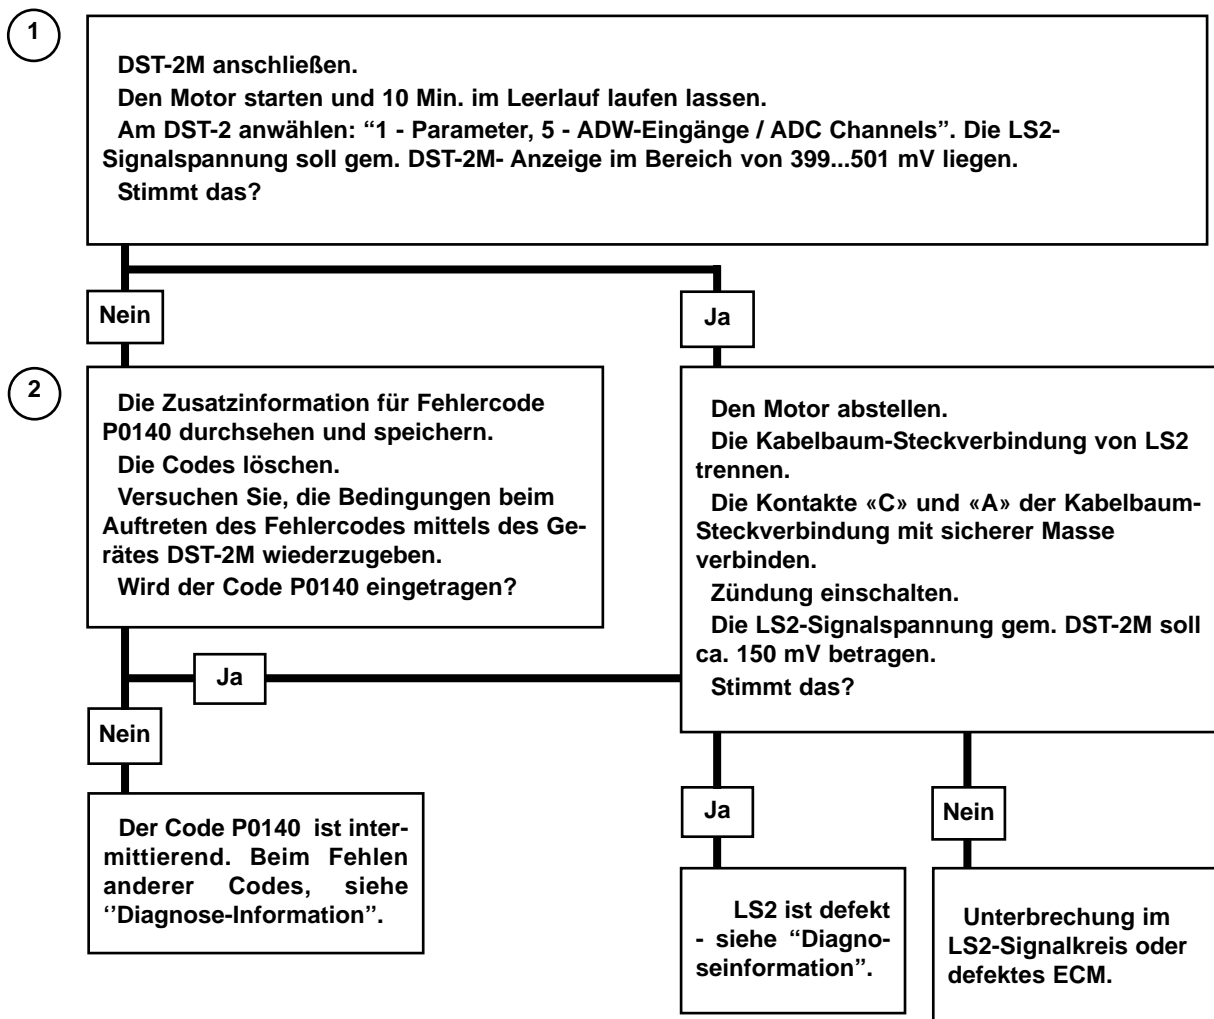 1
DST-2M anschließen.
Den Motor starten und 10 Min. im Leerlauf laufen lassen.
Am DST-2 anwählen: “1 - Parameter, 5 - ADW-Eingänge / ADC Channels”. Die LS2-
Signalspannung soll gem. DST-2M- Anzeige im Bereich von 399...501 mV liegen.
Stimmt das?
Nein
Ja
2
Die Zusatzinformation für Fehlercode
P0140 durchsehen und speichern.
Die Codes löschen.
Versuchen Sie, die Bedingungen beim
Auftreten des Fehlercodes mittels des Ge-
rätes DST-2M wiederzugeben.
Wird der Code P0140 eingetragen?
Den Motor abstellen.
Die Kabelbaum-Steckverbindung von LS2
trennen.
Die Kontakte «C» und «A» der Kabelbaum-
Steckverbindung mit sicherer Masse
verbinden.
Zündung einschalten.
Die LS2-Signalspannung gem. DST-2M soll
ca. 150 mV betragen.
Stimmt das?
Ja
Nein
Der Code P0140 ist inter-
mittierend. Beim Fehlen
anderer Codes, siehe
‘’Diagnose-Information”.
Ja
Nein
LS2 ist defekt
- siehe “Diagno-
seinformation”.
Unterbrechung im
LS2-Signalkreis oder
defektes ECM.